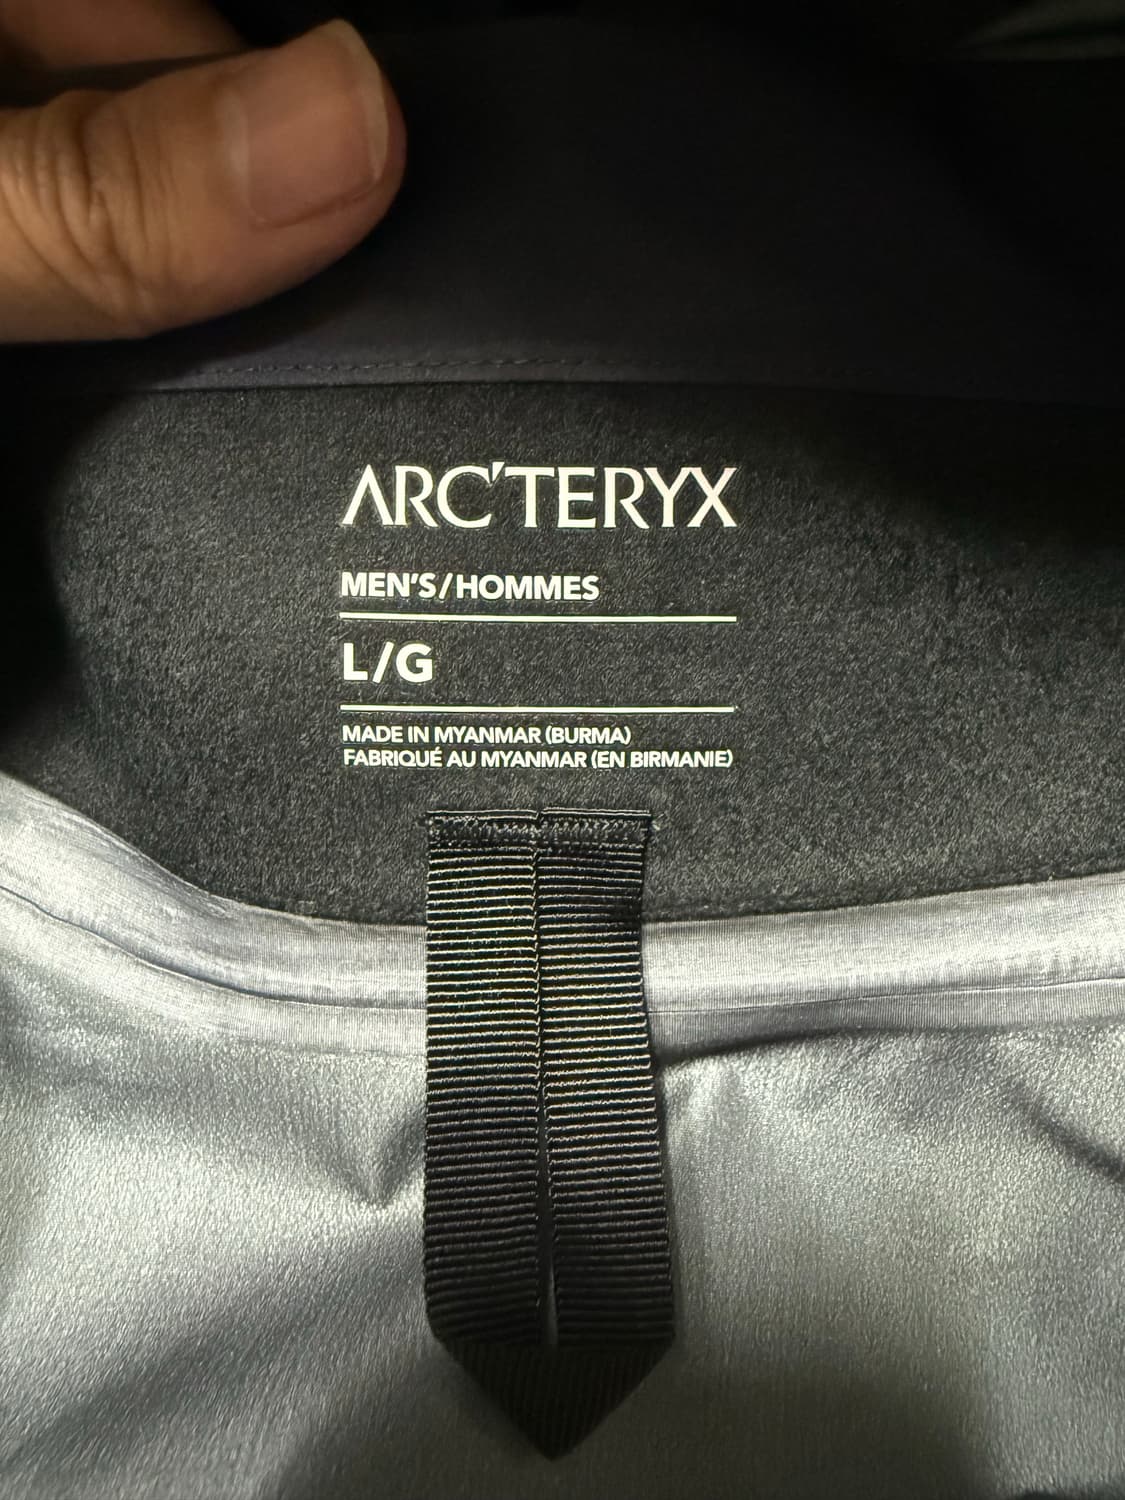 ARC'TERYX
MEN'S/HOMMES
L/G
MADE IN MYANMAR (BURMA)
FABRIQUÉ AU MYANMAR (EN BIRMANIE)